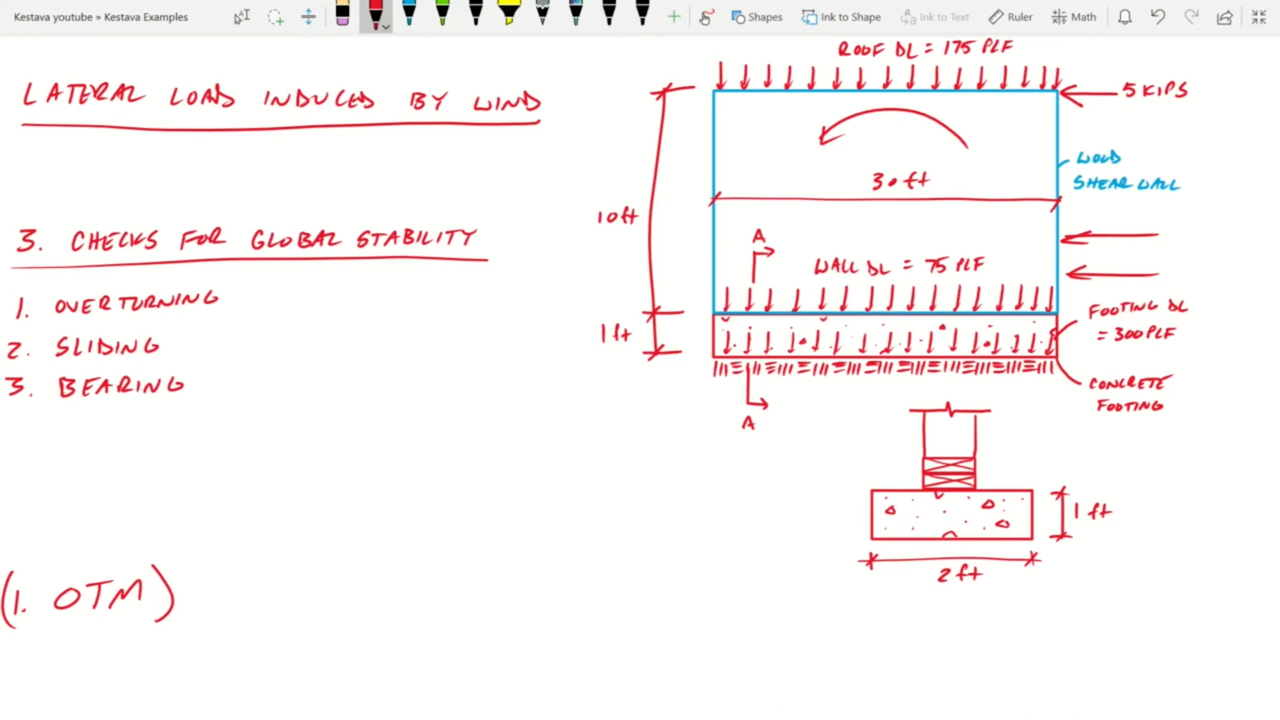 Kestava youtube » Kestava Examples
Shapes
Ink to Shape
Ink to Text
Ruler
Math
LATERAL LOAD INDUCED BY WIND
3. CHECKS FOR GLOBAL STABILITY
1. OVERTURNING
2. SLIDING
3. BEARING
(1. OTM)
ROOF DL = 175 PLF
5 KIPS
WOOD
SHEAR WALL
30 ft
10 ft
A
WALL DL = 75 PLF
1 ft
FOOTING DL
= 300 PLF
CONCRETE
FOOTING
A
1 ft
2 ft